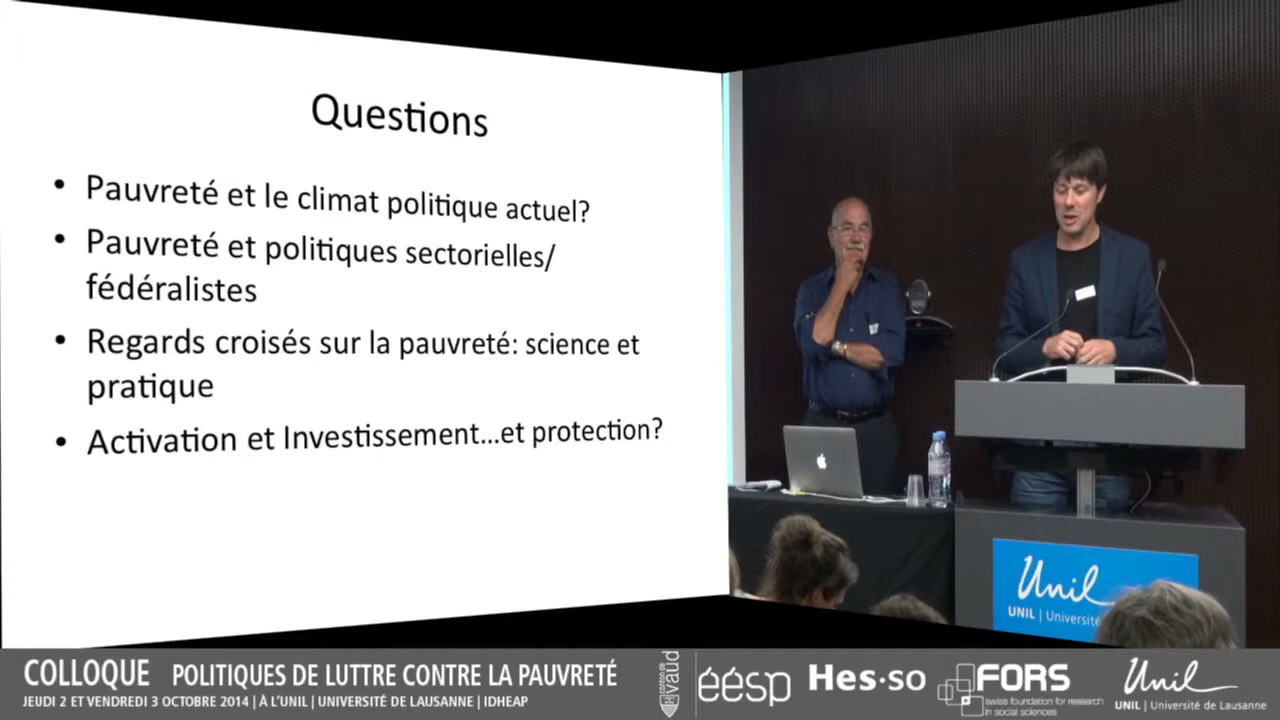 Questions
• Pauvreté et le climat politique actuel?
• Pauvreté et politiques sectorielles/
fédéralistes
• Regards croisés sur la pauvreté: science et
pratique
• Activation et Investissement...et protection?
Unil
UNIL | Université
COLLOQUE POLITIQUES DE LUTTRE CONTRE LA PAUVRETÉ
JEUDI 2 ET VENDREDI 3 OCTOBRE 2014 | À L'UNIL | UNIVERSITÉ DE LAUSANNE | IDHEAP
canton de vaud
éésp
Hes·so
FORS
swiss foundation for research
in social sciences
Unil
UNIL | Université de Lausanne